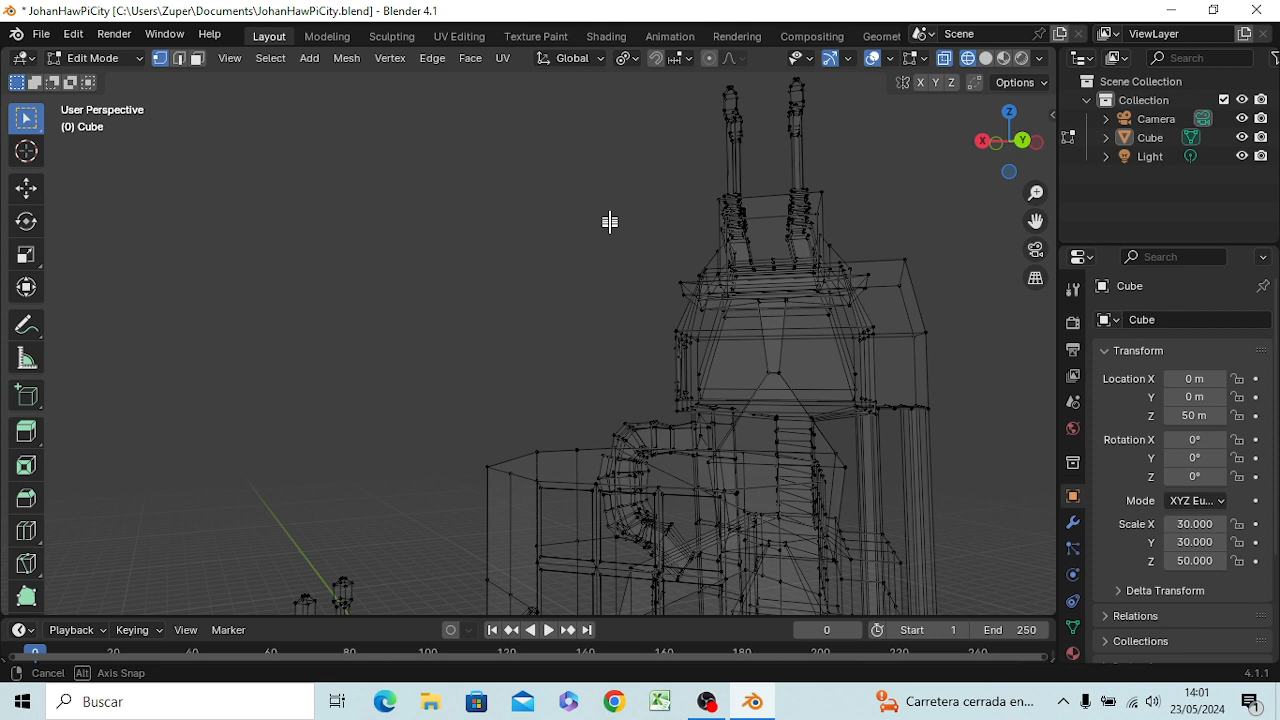 * JohanHawPiCity [C:\Users\Zupe\Documents\JohanHawPiCity.blend] - Blender 4.1
File Edit Render Window Help Layout Modeling Sculpting UV Editing Texture Paint Shading Animation Rendering Compositing Geomet Scene ViewLayer
Edit Mode View Select Add Mesh Vertex Edge Face UV Global Search
X Y Z Options
User Perspective
(0) Cube
Z
X Y
Scene Collection
Collection
Camera
Cube
Light
Search
Cube
Cube
Transform
Location X 0 m
Y 0 m
Z 50 m
Rotation X 0°
Y 0°
Z 0°
Mode XYZ Eu...
Scale X 30.000
Y 30.000
Z 50.000
Delta Transform
Relations
Collections
Playback Keying View Marker 0 Start 1 End 250
0 20 40 60 80 100 120 140 160 180 200 220 240
Cancel Alt Axis Snap 4.1.1
Buscar Carretera cerrada en... 14:01
23/05/2024 1